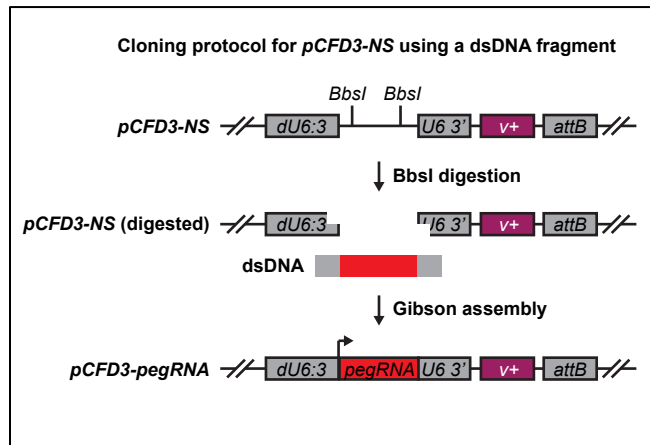 Cloning protocol for pCFD3-NS using a dsDNA fragment
BbsI BbsI
pCFD3-NS dU6:3 U6 3' v+ attB
BbsI digestion
pCFD3-NS (digested) dU6:3 U6 3' v+ attB
dsDNA
Gibson assembly
pCFD3-pegRNA dU6:3 pegRNA U6 3' v+ attB